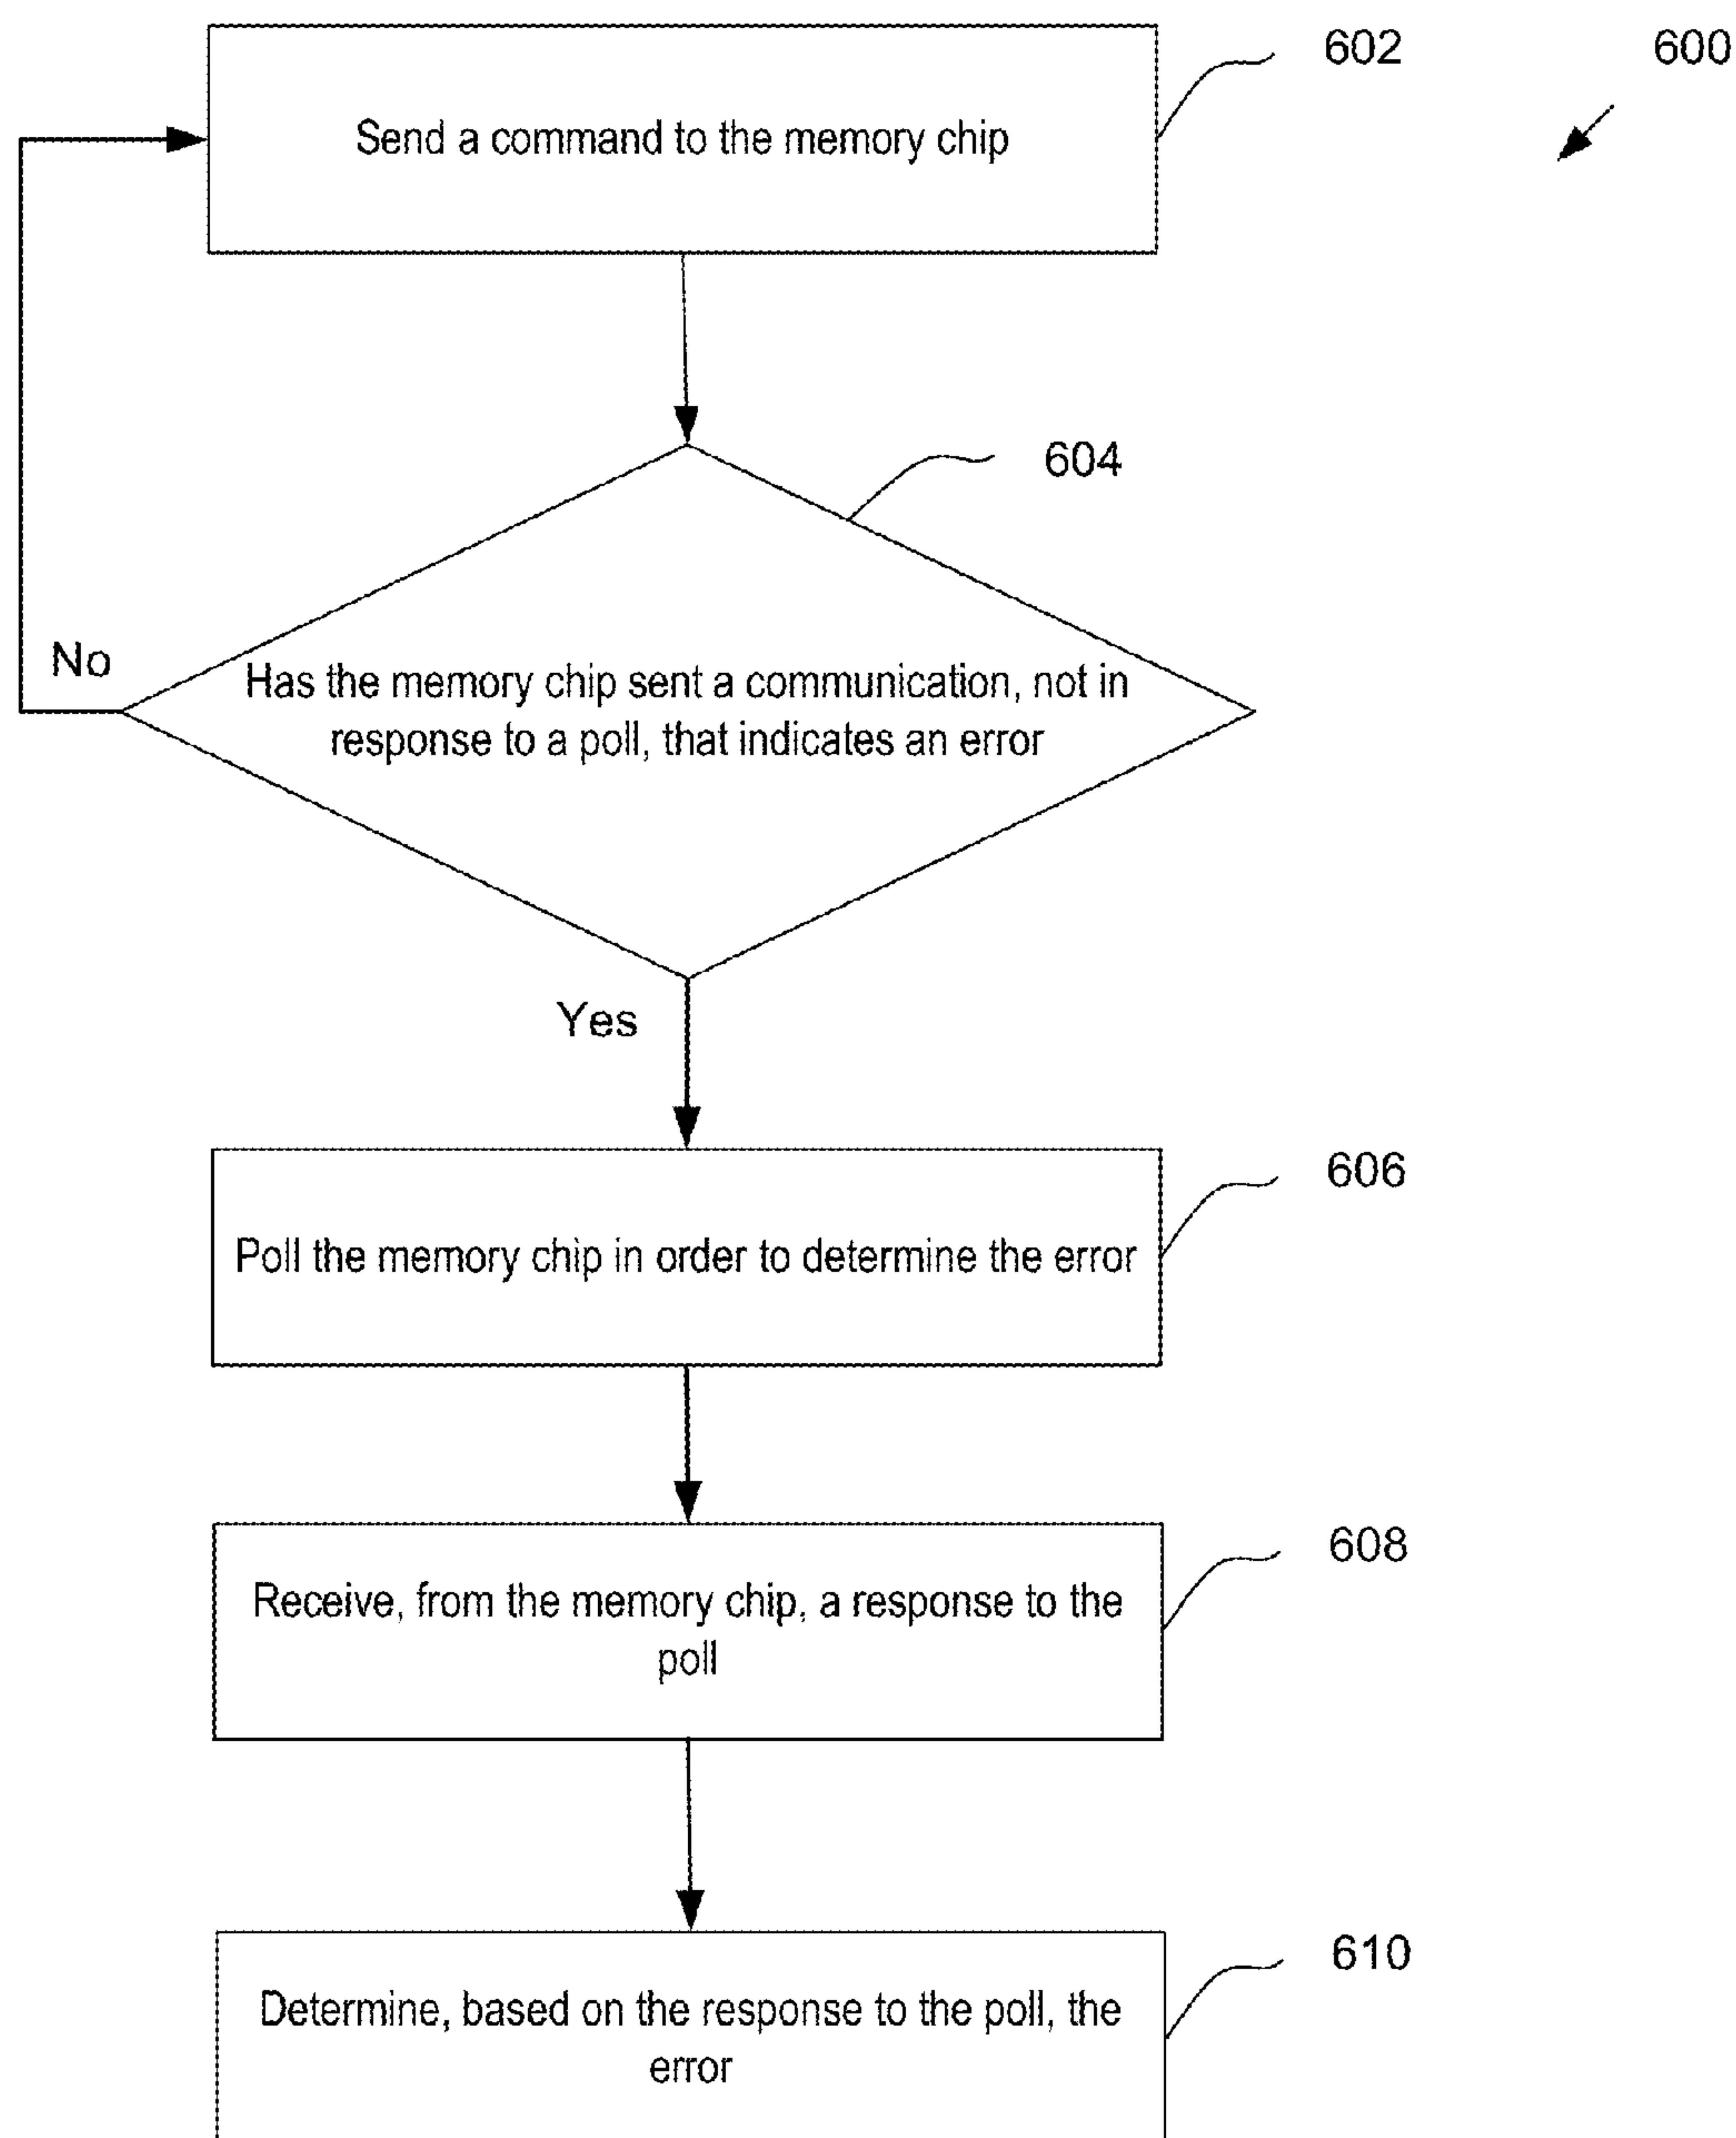 602
600
Send a command to the memory chip
604
No
Has the memory chip sent a communication, not in
response to a poll, that indicates an error
Yes
606
Poll the memory chip in order to determine the error
608
Receive, from the memory chip, a response to the
poll
610
Determine, based on the response to the poll, the
error